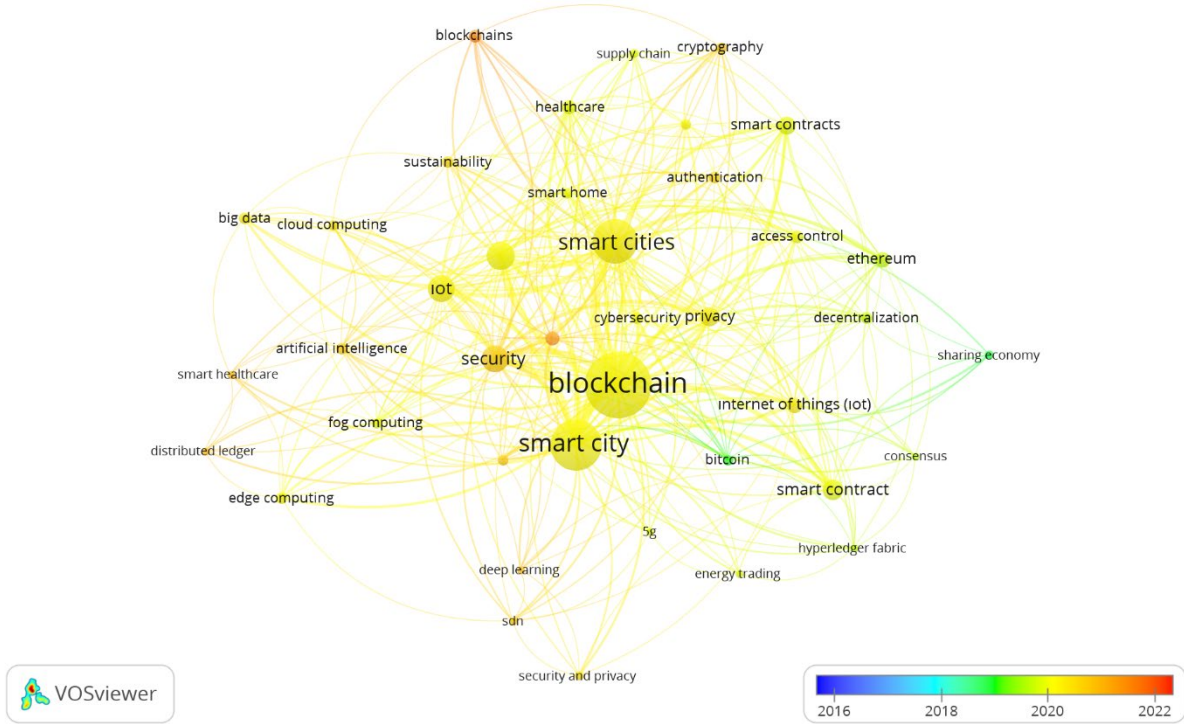 blockchains
cryptography
supply chain
healthcare
smart contracts
sustainability
authentication
smart home
big data
cloud computing
smart cities
access control
ethereum
ıot
cybersecurity
privacy
decentralization
artificial intelligence
security
sharing economy
smart healthcare
blockchain
ınternet of things (ıot)
fog computing
smart city
distributed ledger
bitcoin
consensus
edge computing
smart contract
5g
hyperledger fabric
deep learning
energy trading
sdn
security and privacy
VOSviewer
2016 2018 2020 2022